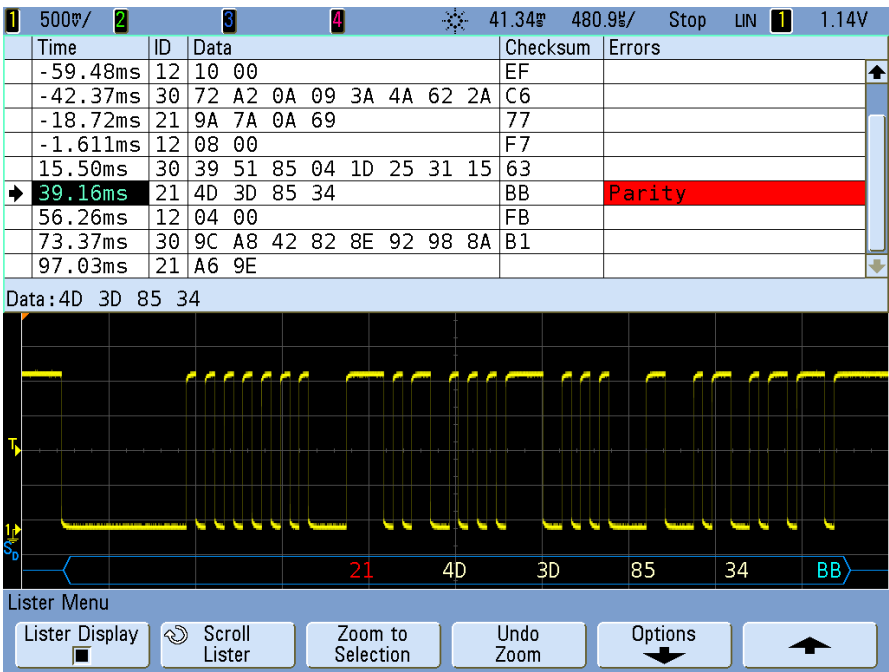 1 500▽/ 2 3 4 41.34▽ 480.9▽/ Stop LIN 1 1.14V
Time ID Data Checksum Errors
-59.48ms 12 10 00 EF
-42.37ms 30 72 A2 0A 09 3A 4A 62 2A C6
-18.72ms 21 9A 7A 0A 69 77
-1.611ms 12 08 00 F7
15.50ms 30 39 51 85 04 1D 25 31 15 63
39.16ms 21 4D 3D 85 34 BB Parity
56.26ms 12 04 00 FB
73.37ms 30 9C A8 42 82 8E 92 98 8A B1
97.03ms 21 A6 9E
Data:4D 3D 85 34
T
1
SD
21 4D 3D 85 34 BB
Lister Menu
Lister Display Scroll Lister Zoom to Selection Undo Zoom Options